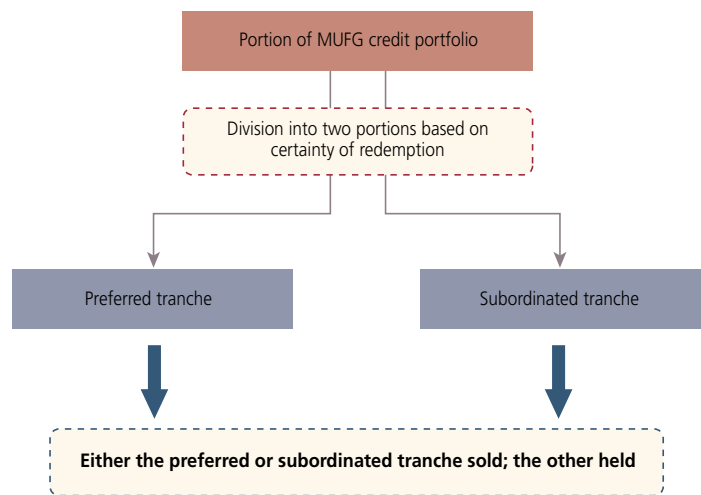 Portion of MUFG credit portfolio
Division into two portions based on
certainty of redemption
Preferred tranche
Subordinated tranche
Either the preferred or subordinated tranche sold; the other held